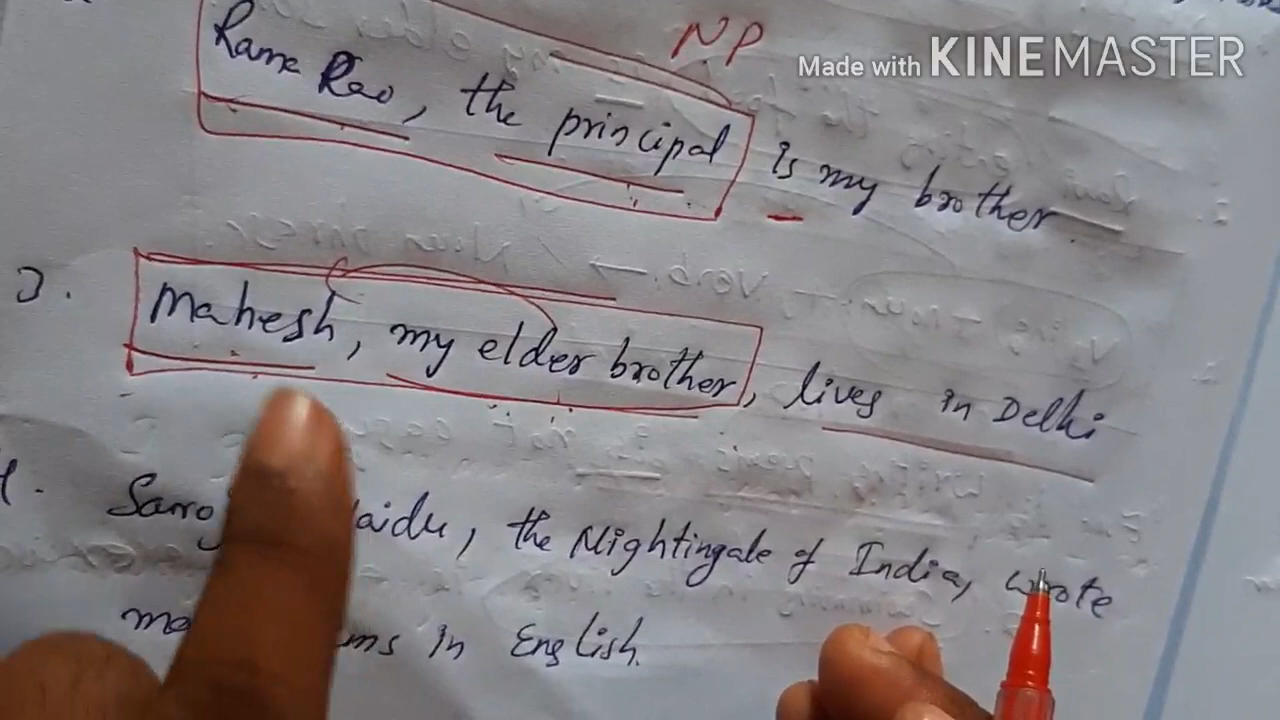 NP
Made with KINEMASTER
Rama Rao, the principal is my brother.
3. Mahesh, my elder brother, lives in Delhi
4. Saro aidu, the Nightingale of India, wrote
ms in English.